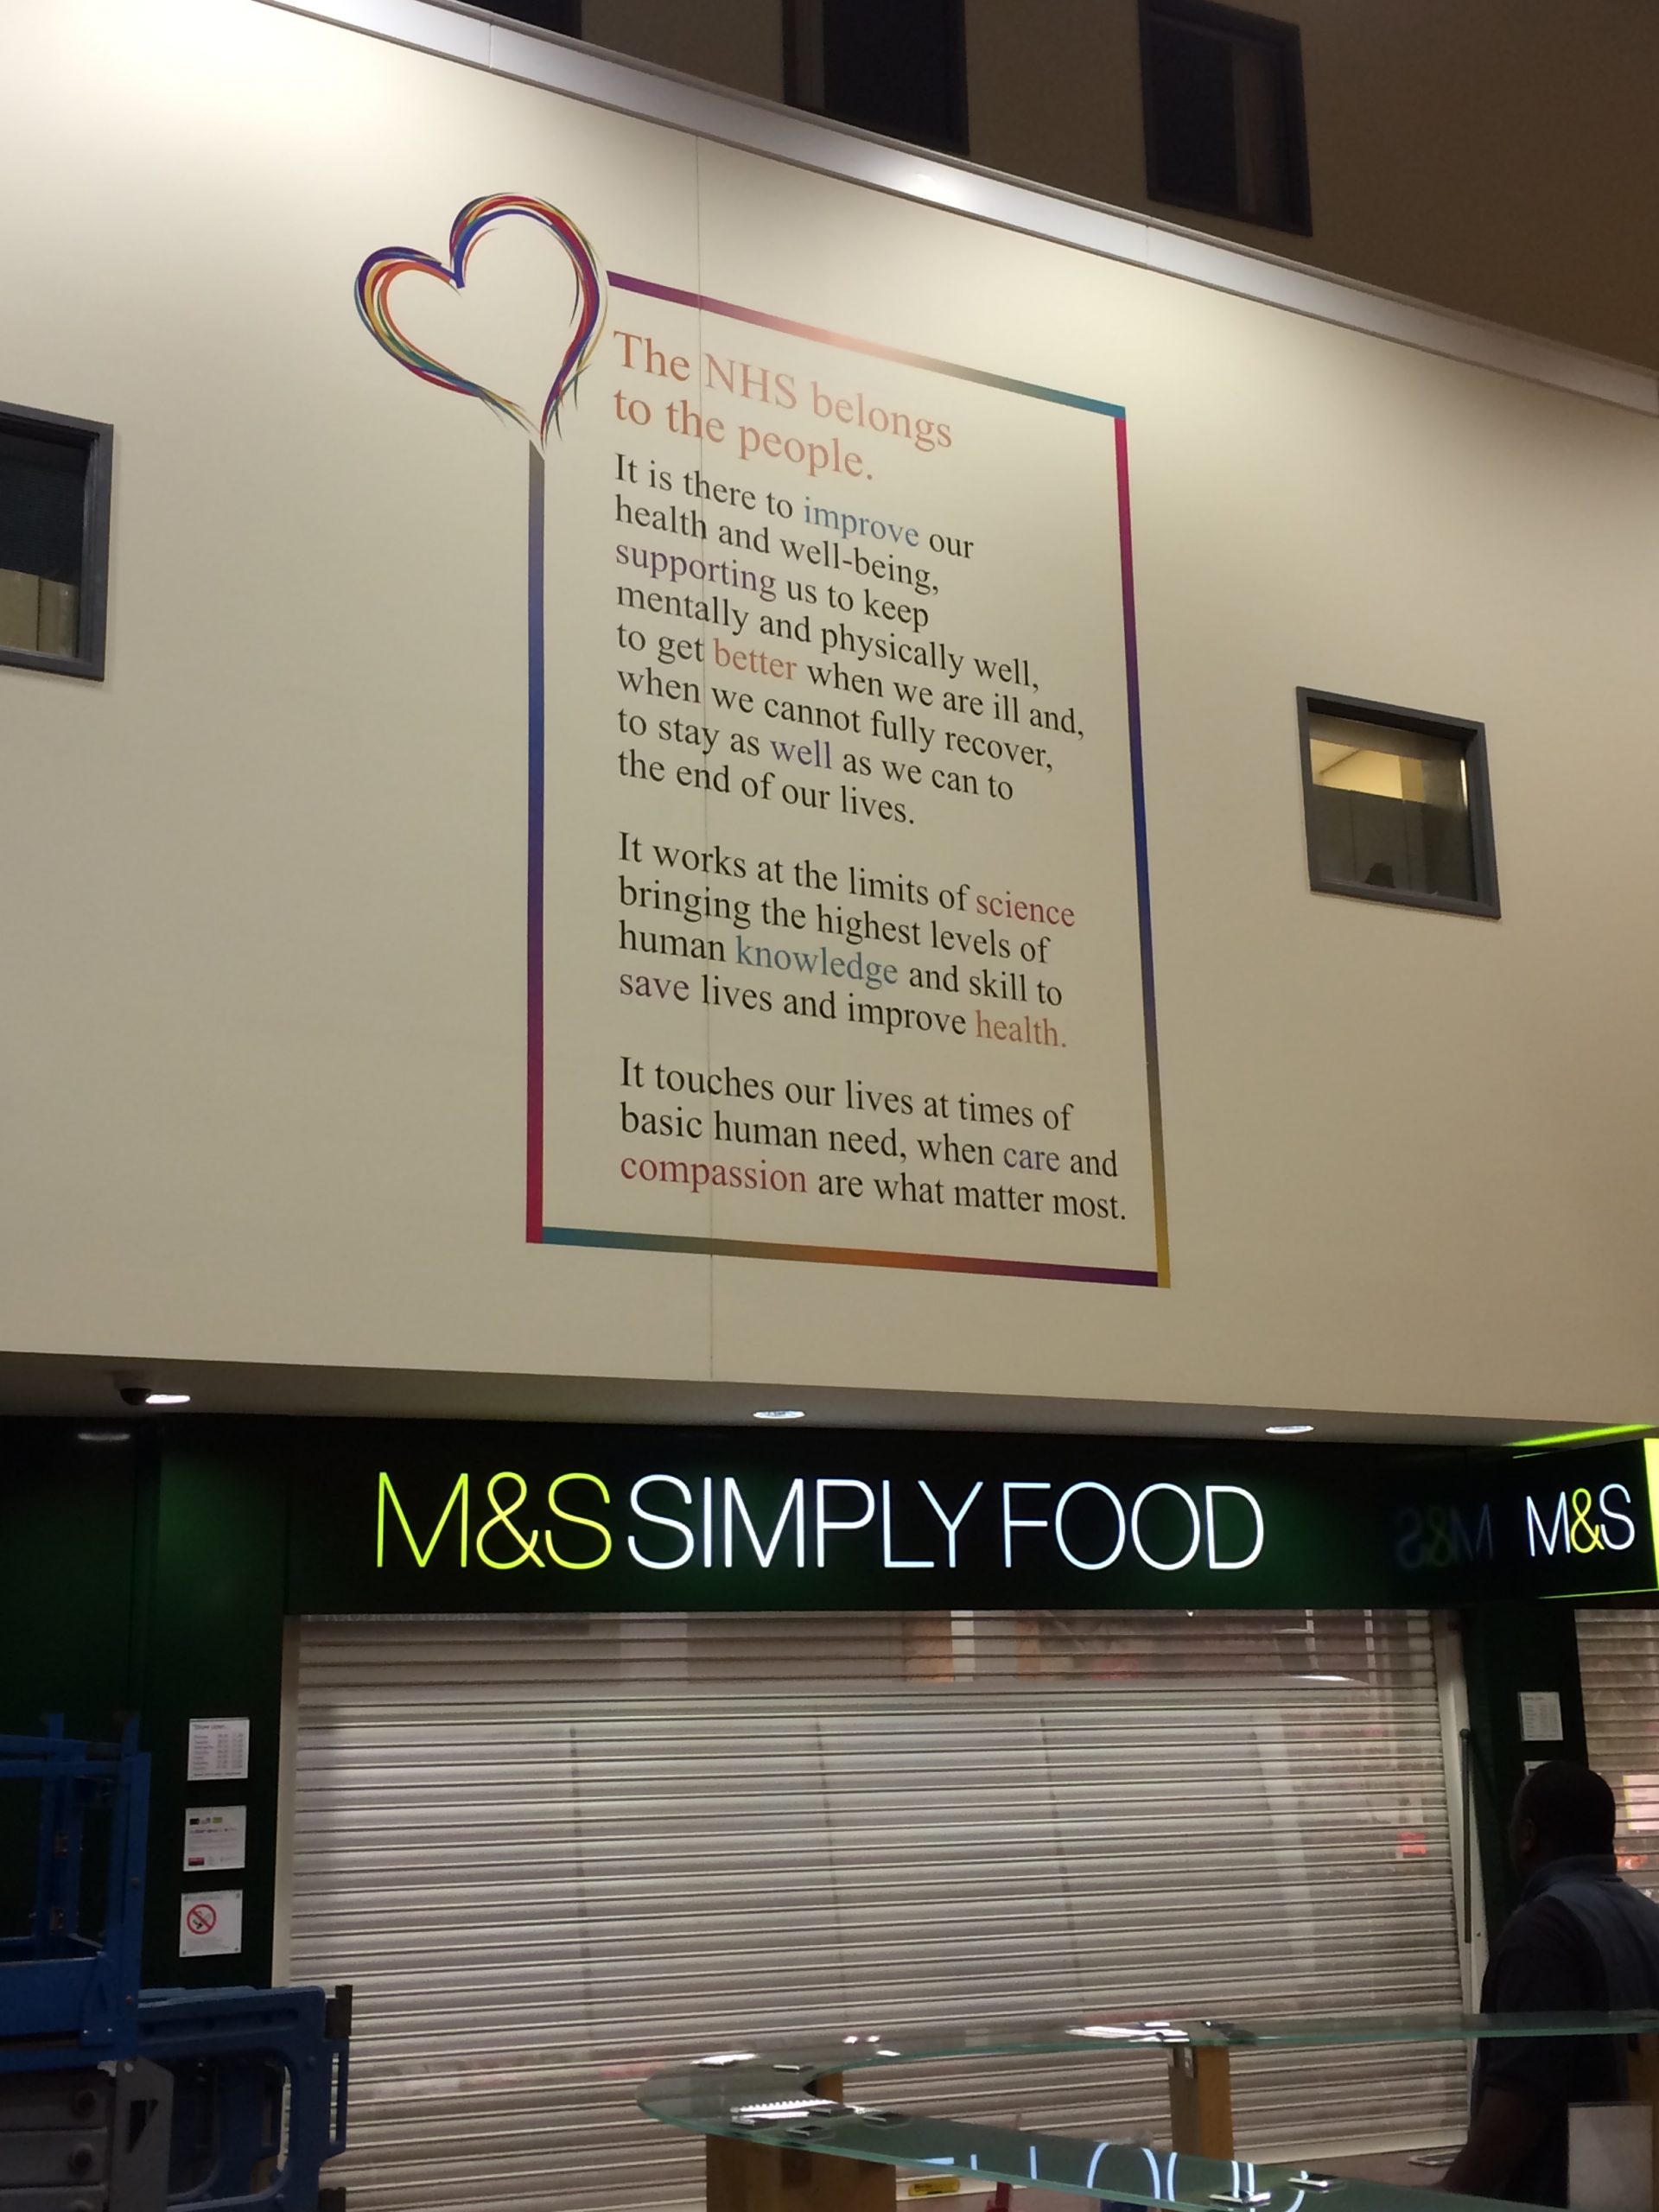 The NHS belongs
to the people.
It is there to improve our
health and well-being,
supporting us to keep
mentally and physically well,
to get better when we are ill and,
when we cannot fully recover,
to stay as well as we can to
the end of our lives.
It works at the limits of science
bringing the highest levels of
human knowledge and skill to
save lives and improve health.
It touches our lives at times of
basic human need, when care and
compassion are what matter most.
M&S SIMPLY FOOD
M&S